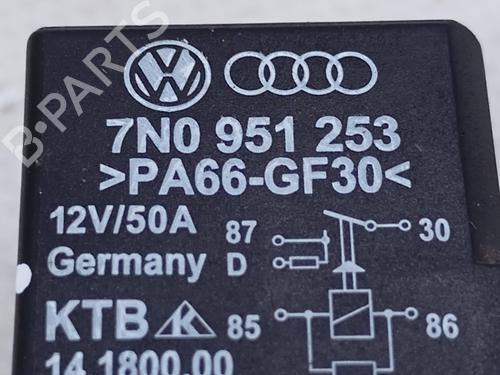 B-PARTS
7N0 951 253
>PA66-GF30<
12V/50A
87
30
Germany
D
KTB
85
86
14.1800.00